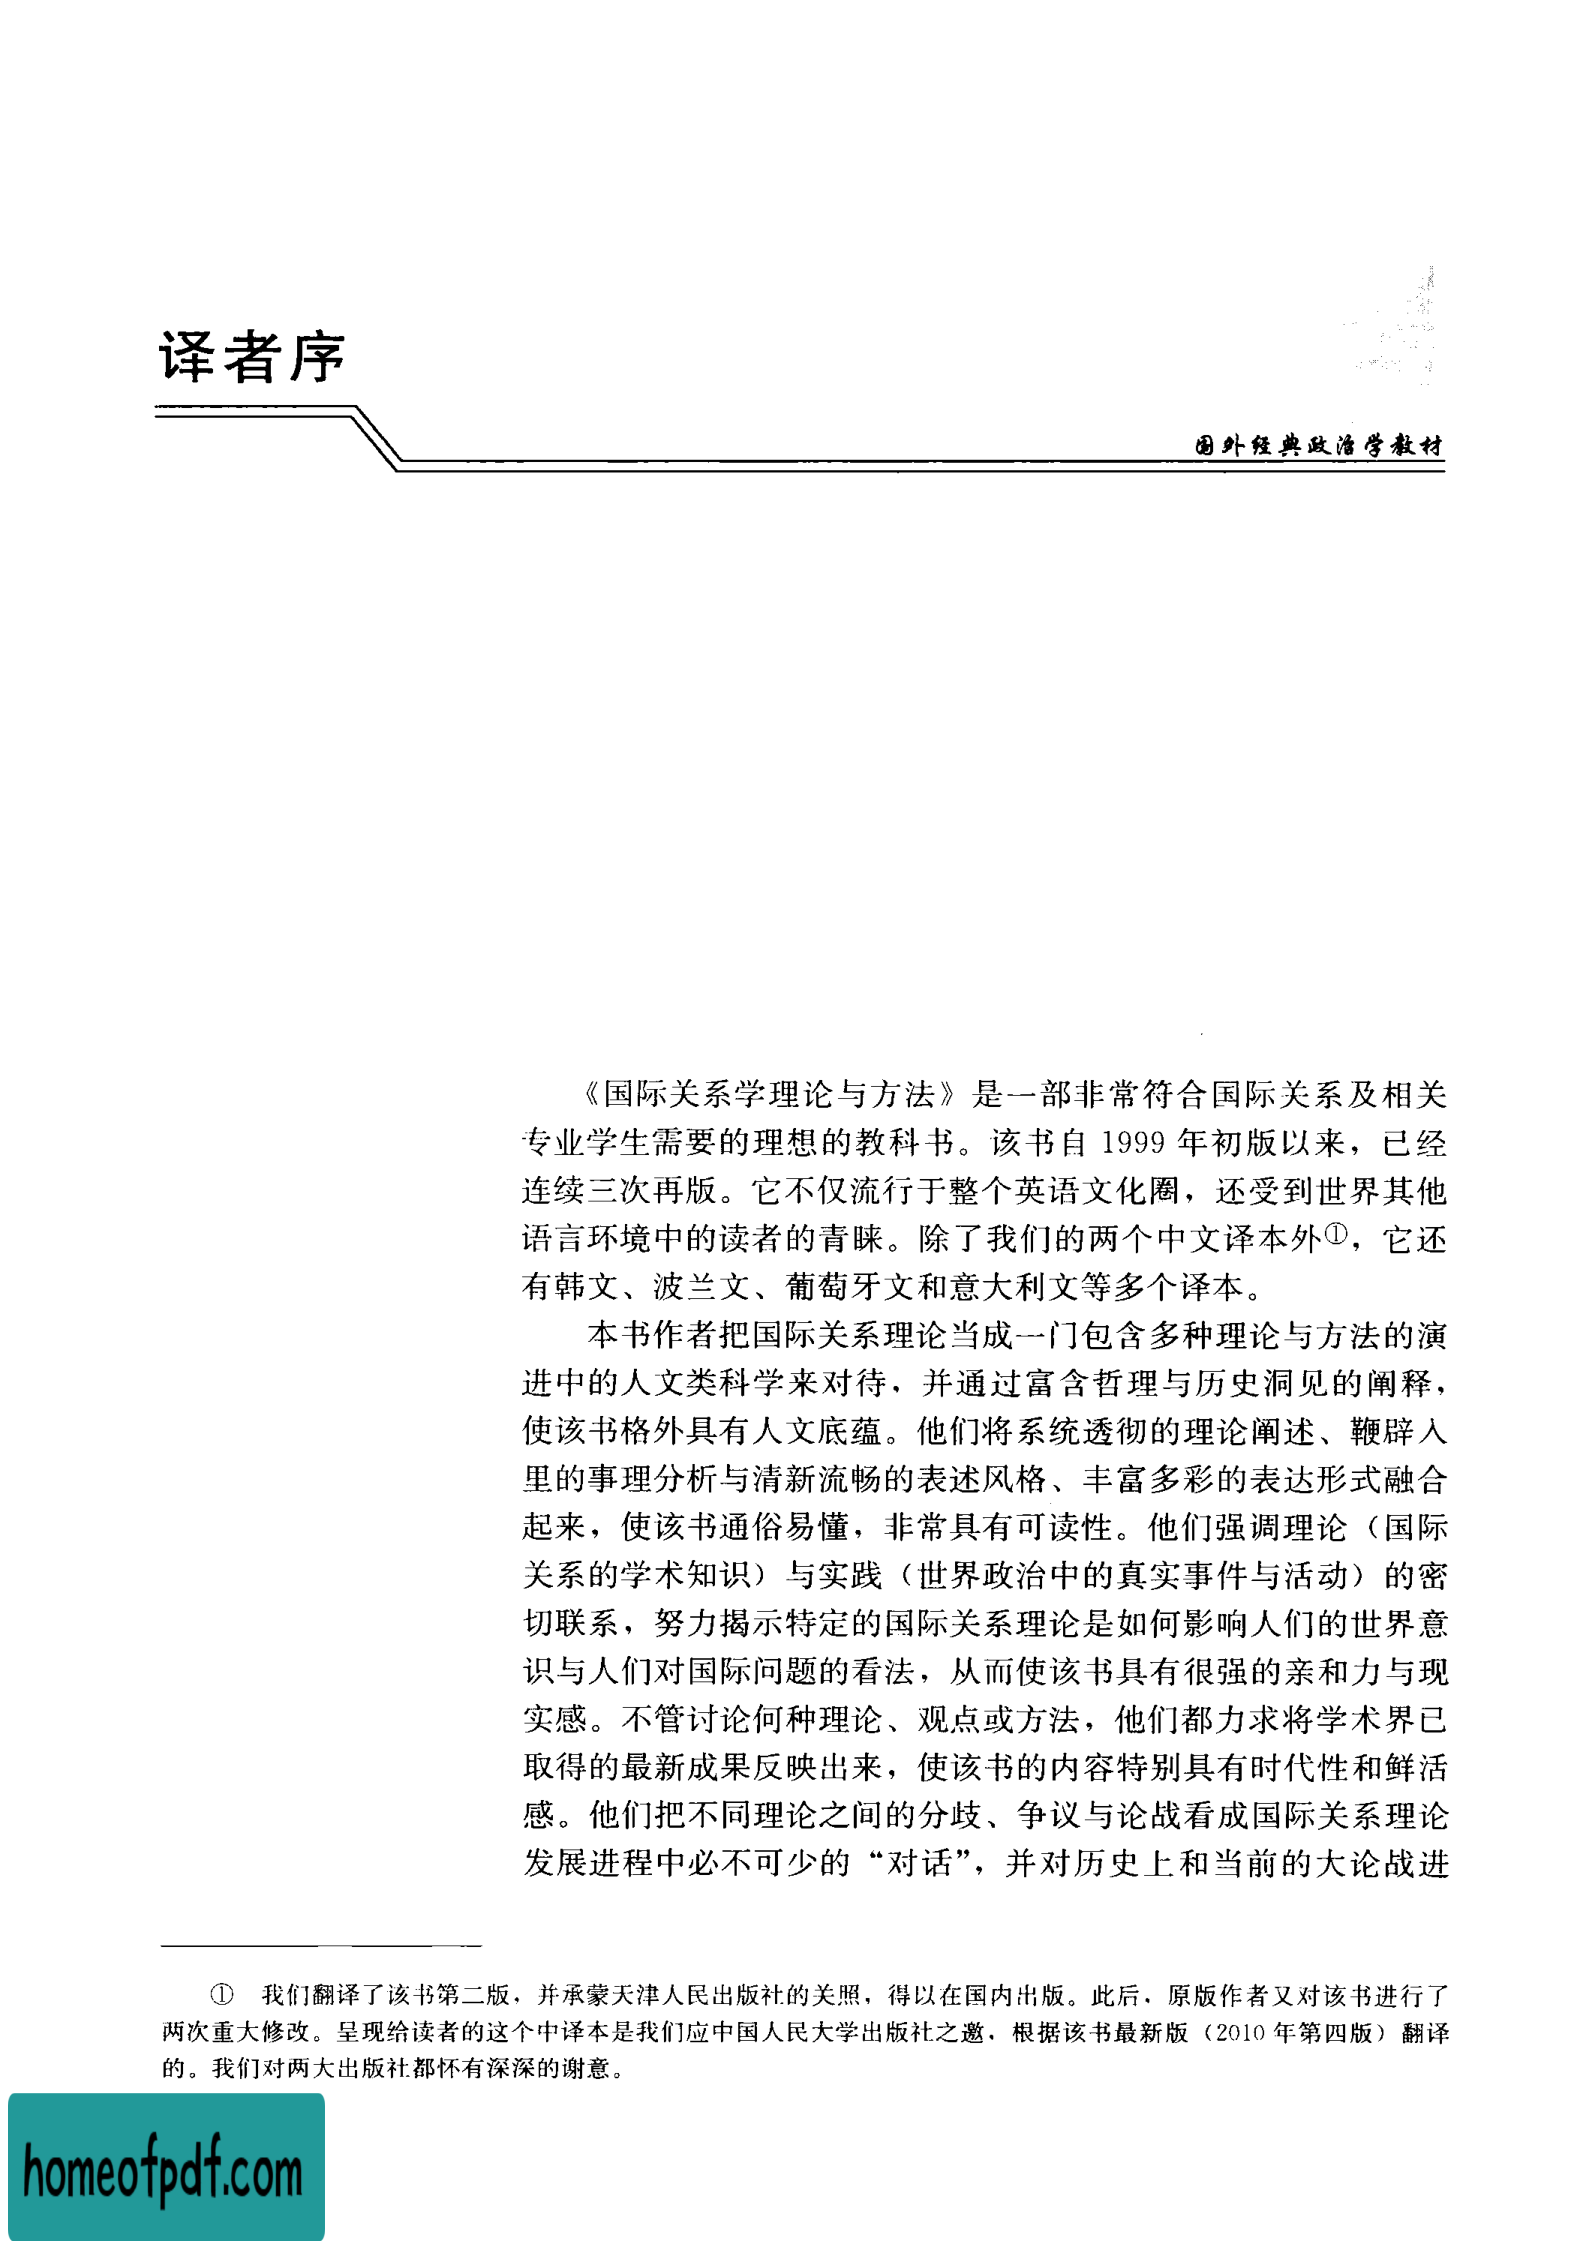 译者序
国外经典政治学教材
《国际关系学理论与方法》是一部非常符合国际关系及相关
专业学生需要的理想的教科书。该书自 1999 年初版以来，已经
连续三次再版。它不仅流行于整个英语文化圈，还受到世界其他
语言环境中的读者的青睐。除了我们的两个中文译本外①，它还
有韩文、波兰文、葡萄牙文和意大利文等多个译本。
本书作者把国际关系理论当成一门包含多种理论与方法的演
进中的人文类科学来对待，并通过富含哲理与历史洞见的阐释，
使该书格外具有人文底蕴。他们将系统透彻的理论阐述、鞭辟入
里的事理分析与清新流畅的表述风格、丰富多彩的表达形式融合
起来，使该书通俗易懂，非常具有可读性。他们强调理论（国际
关系的学术知识）与实践（世界政治中的真实事件与活动）的密
切联系，努力揭示特定的国际关系理论是如何影响人们的世界意
识与人们对国际问题的看法，从而使该书具有很强的亲和力与现
实感。不管讨论何种理论、观点或方法，他们都力求将学术界已
取得的最新成果反映出来，使该书的内容特别具有时代性和鲜活
感。他们把不同理论之间的分歧、争议与论战看成国际关系理论
发展进程中必不可少的“对话”，并对历史上和当前的大论战进
① 我们翻译了该书第二版，并承蒙天津人民出版社的关照，得以在国内出版。此后，原版作者又对该书进行了
两次重大修改。呈现给读者的这个中译本是我们应中国人民大学出版社之邀，根据该书最新版（2010 年第四版）翻译
的。我们对两大出版社都怀有深深的谢意。
homeofpdf.com